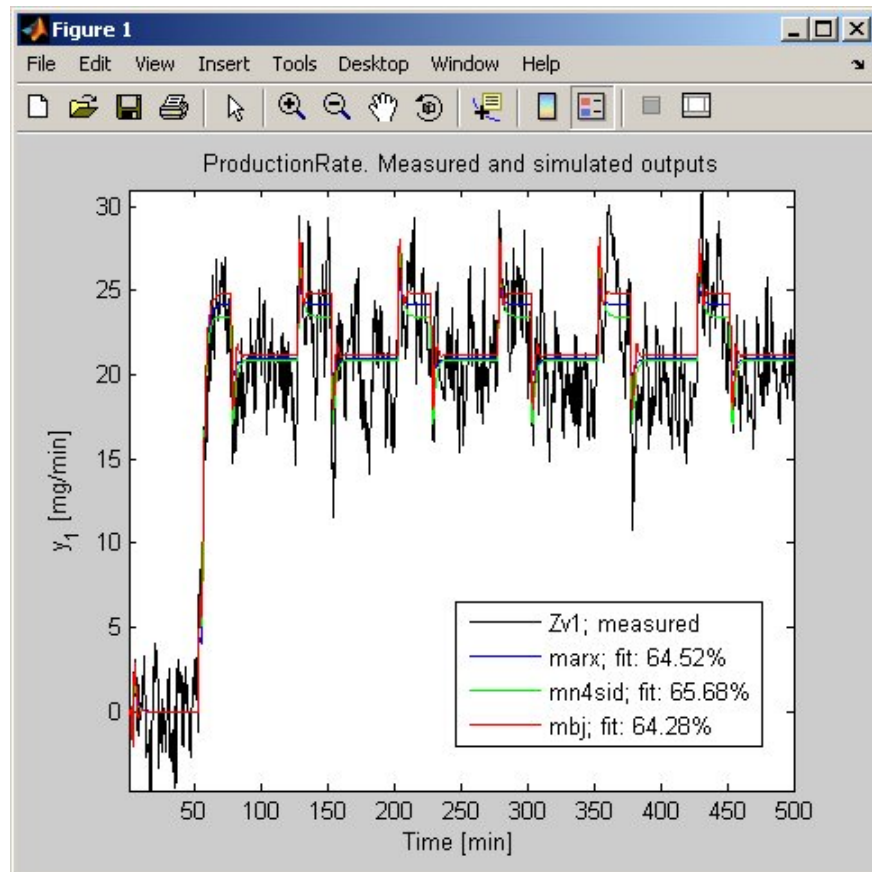 Figure 1
File Edit View Insert Tools Desktop Window Help
ProductionRate. Measured and simulated outputs
30
25
20
15
10
5
0
y1 [mg/min]
Zv1; measured
marx; fit: 64.52%
mn4sid; fit: 65.68%
mbj; fit: 64.28%
50 100 150 200 250 300 350 400 450 500
Time [min]